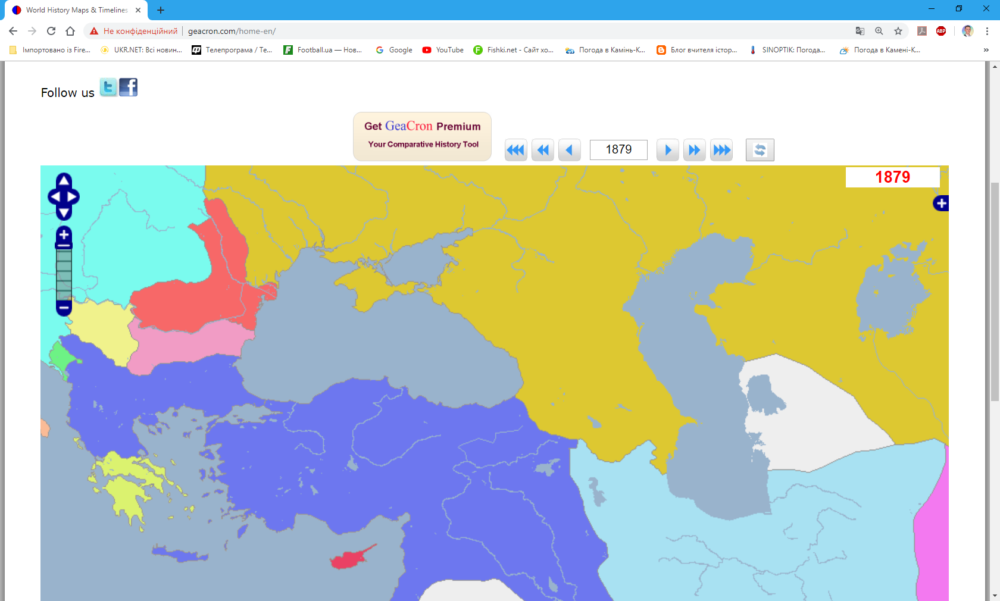 World History Maps & Timelines
Не конфіденційний geacron.com/home-en/
Імпортовано із Fire...
UKR.NET: Всі новин...
Телепрограма / Те...
Football.ua — Нов...
Google
YouTube
Fishki.net - Сайт хо...
Погода в Камінь-К...
Блог вчителя істор...
SINOPTIK: Погода...
Погода в Камені-К...
ABP
Follow us
Get GeaCron Premium
Your Comparative History Tool
1879
1879